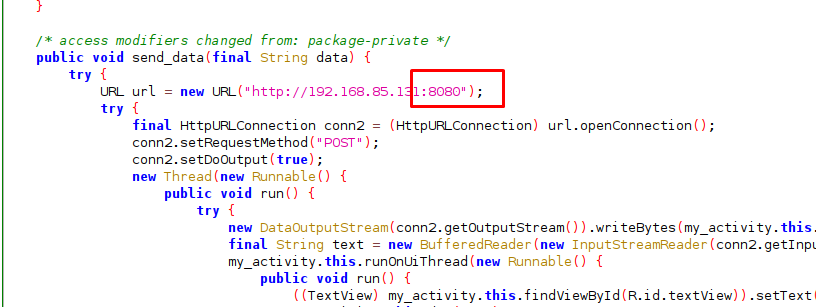 }
/* access modifiers changed from: package-private */
public void send_data(final String data) {
try {
URL url = new URL("http://192.168.85.131:8080");
try {
final HttpURLConnection conn2 = (HttpURLConnection) url.openConnection();
conn2.setRequestMethod("POST");
conn2.setDoOutput(true);
new Thread(new Runnable() {
public void run() {
try {
new DataOutputStream(conn2.getOutputStream()).writeBytes(my_activity.this.
final String text = new BufferedReader(new InputStreamReader(conn2.getInpu
my_activity.this.runOnUiThread(new Runnable() {
public void run() {
((TextView) my_activity.this.findViewById(R.id.textView)).setText(